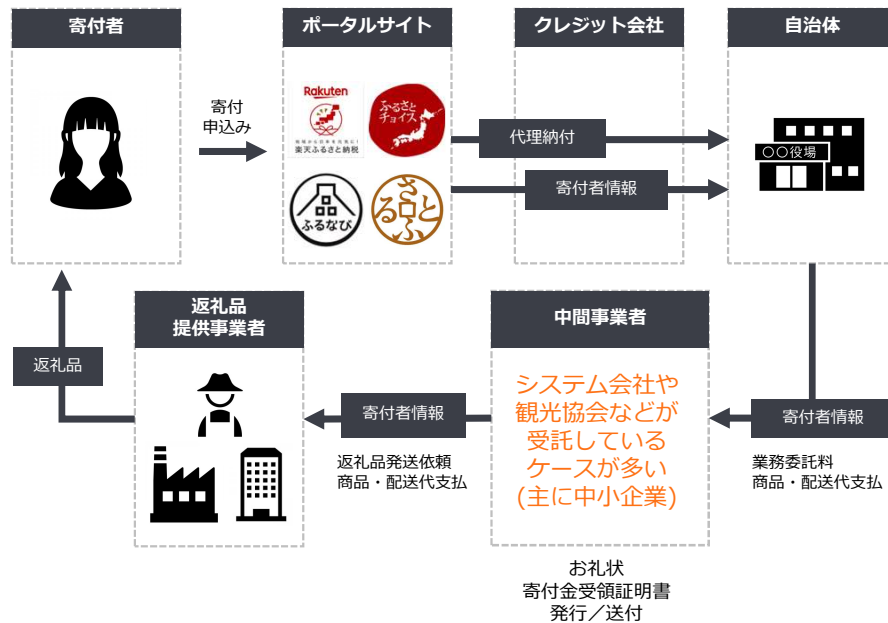 寄付者
ポータルサイト
クレジット会社
自治体
寄付
申込み
Rakuten
楽天ふるさと納税
ふるさと
チョイス
ふるなび
さとふる
代理納付
寄付者情報
〇〇役場
返礼品
返礼品
提供事業者
寄付者情報
返礼品発送依頼
商品・配送代支払
中間事業者
システム会社や
観光協会などが
受託している
ケースが多い
(主に中小企業)
お礼状
寄付金受領証明書
発行／送付
寄付者情報
業務委託料
商品・配送代支払